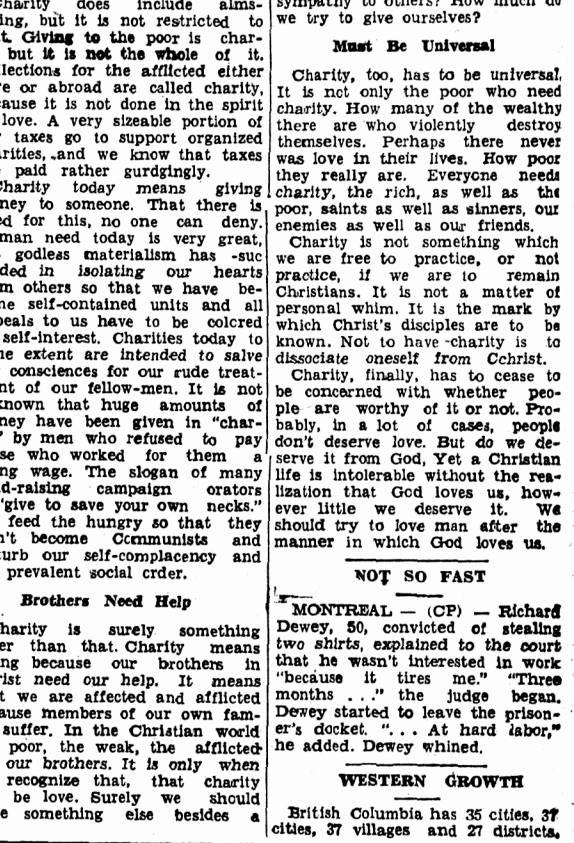 does include alms-
ing, but it is not restricted to
t. Giving to the poor is char-
but it is not the whole of it.
lections for the afflicted either
e or abroad are called charity,
ause it is not done in the spirit
love. A very sizeable portion of
taxes go to support organized
rities, and we know that taxes
paid rather gurdgingly.
Charity today means giving
ney to someone. That there is
ed for this, no one can deny.
man need today is very great,
godless materialism has -suc
ded in isolating our hearts
m others so that we have be-
ne self-contained units and all
peals to us have to be colored
self-interest. Charities today to
ne extent are intended to salve
consciences for our rude treat-
nt of our fellow-men. It is not
known that huge amounts of
ney have been given in "char-
" by men who refused to pay
se who worked for them a
ng wage. The slogan of many
d-raising campaign orators
"give to save your own necks."
feed the hungry so that they
n't become Communists and
urb our self-complacency and
prevalent social order.
Brothers Need Help
harity is surely something
er than that. Charity means
ng because our brothers in
rist need our help. It means
t we are affected and afflicted
ause members of our own fam-
suffer. In the Christian world
poor, the weak, the afflicted
our brothers. It is only when
recognize that, that charity
be love. Surely we should
e something else besides a
we try to give ourselves?
Must Be Universal
Charity, too, has to be universal.
It is not only the poor who need
charity. How many of the wealthy
there are who violently destroy
themselves. Perhaps there never
was love in their lives. How poor
they really are. Everyone needs
charity, the rich, as well as the
poor, saints as well as sinners, our
enemies as well as our friends.
Charity is not something which
we are free to practice, or not
practice, if we are to remain
Christians. It is not a matter of
personal whim. It is the mark by
which Christ's disciples are to be
known. Not to have -charity is to
dissociate oneself from Cchrist.
Charity, finally, has to cease to
be concerned with whether peo-
ple are worthy of it or not. Pro-
bably, in a lot of cases, people
don't deserve love. But do we de-
serve it from God, Yet a Christian
life is intolerable without the rea-
lization that God loves us, how-
ever little we deserve it. We
should try to love man after the
manner in which God loves us.
NOT SO FAST
MONTREAL — (CP) — Richard
Dewey, 50, convicted of stealing
two shirts, explained to the court
that he wasn't interested in work
"because it tires me." "Three
months . . ." the judge began.
Dewey started to leave the prison-
er's docket. ". . . At hard labor,"
he added. Dewey whined.
WESTERN GROWTH
British Columbia has 35 cities, 37
cities, 37 villages and 27 districts.